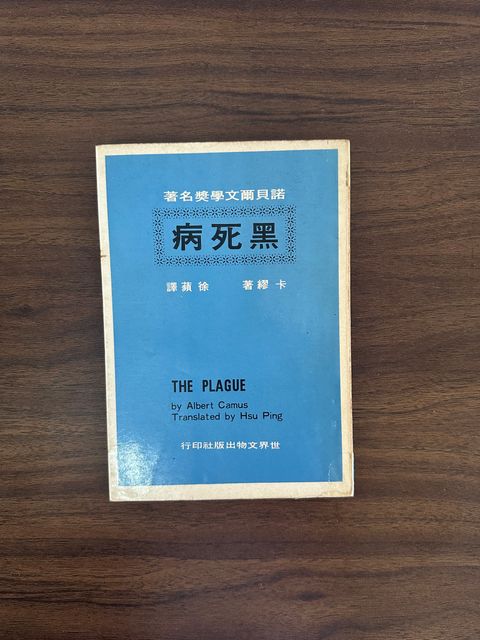 諾貝爾文學獎名著
黑死病
卡繆著 徐蘋譯
THE PLAGUE
by Albert Camus
Translated by Hsu Ping
世界文物出版社印行